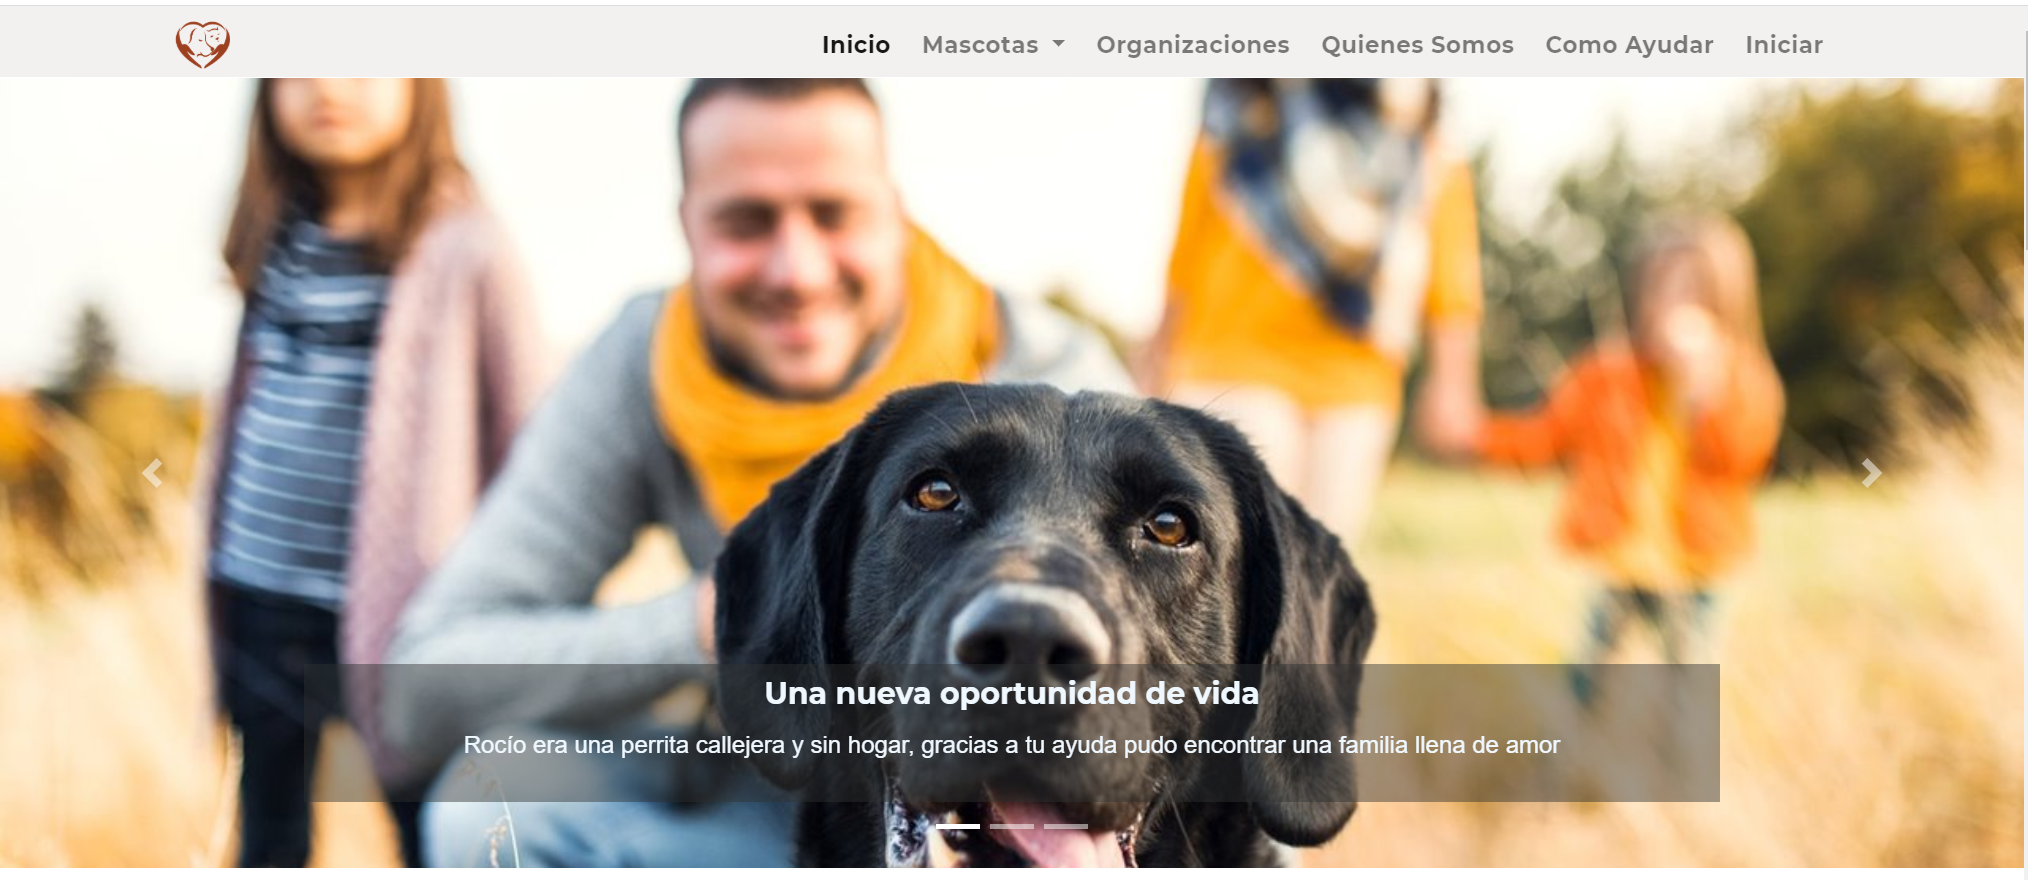 Inicio Mascotas Organizaciones Quienes Somos Como Ayudar Iniciar
Una nueva oportunidad de vida
Rocío era una perrita callejera y sin hogar, gracias a tu ayuda pudo encontrar una familia llena de amor